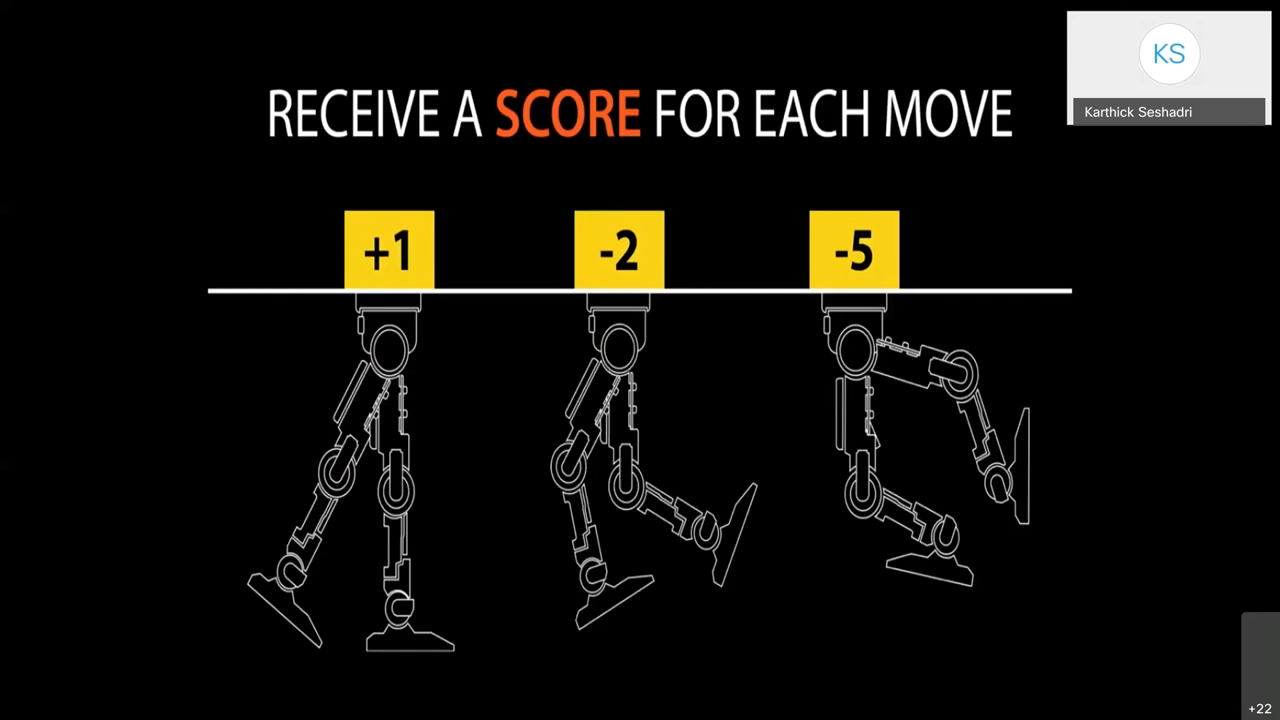 RECEIVE A SCORE FOR EACH MOVE
KS
Karthick Seshadri
+1
-2
-5
+22